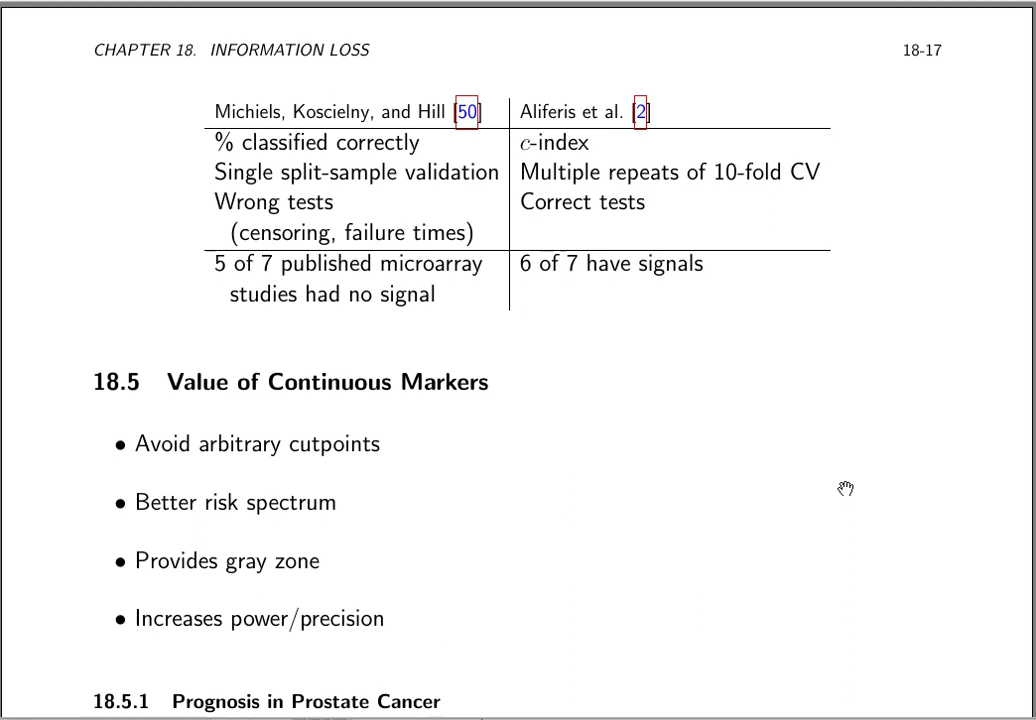 CHAPTER 18. INFORMATION LOSS 18-17
Michiels, Koscielny, and Hill [50] Aliferis et al. [2]
% classified correctly c-index
Single split-sample validation Multiple repeats of 10-fold CV
Wrong tests Correct tests
(censoring, failure times)
5 of 7 published microarray 6 of 7 have signals
studies had no signal
18.5 Value of Continuous Markers
• Avoid arbitrary cutpoints
• Better risk spectrum
• Provides gray zone
• Increases power/precision
18.5.1 Prognosis in Prostate Cancer